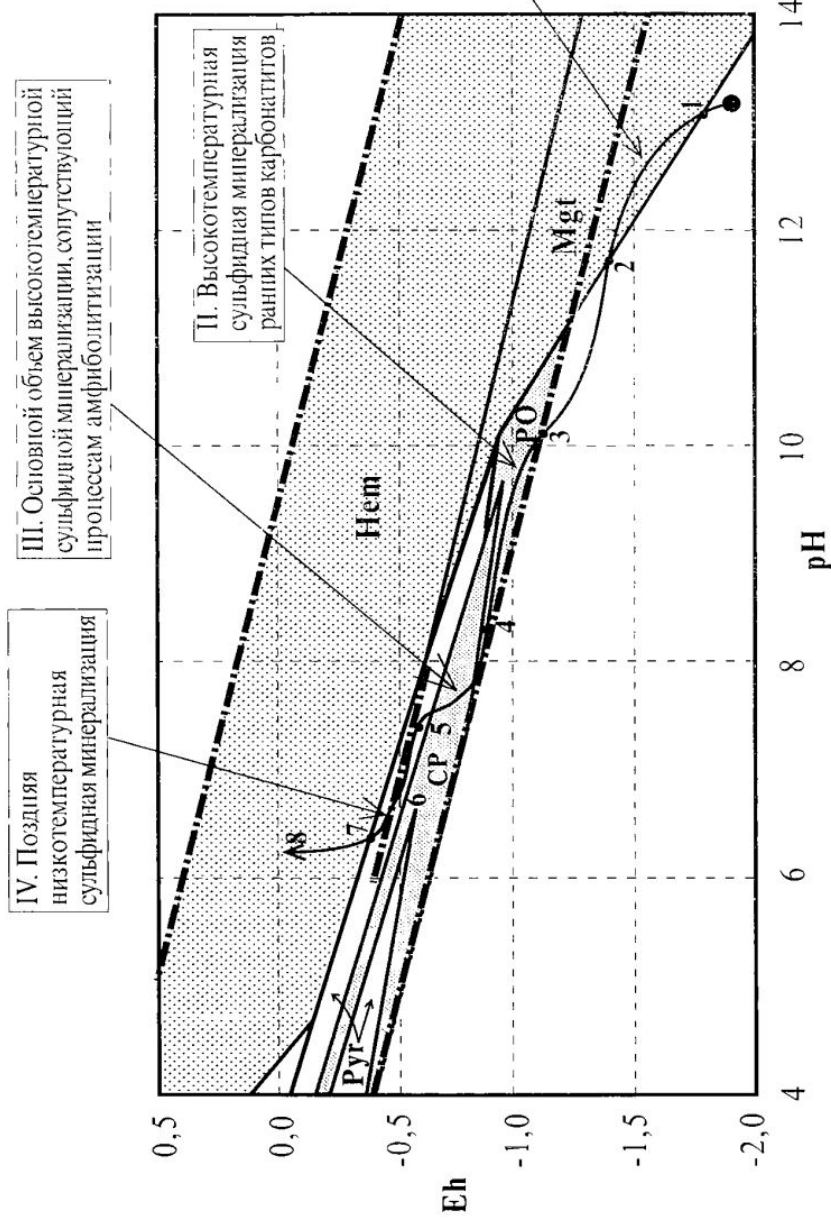 III. Основной объем высокотемпературной
сульфидной минерализации, сопутствующий
процессам амфиболитизации
IV. Поздняя
низкотемпературная
сульфидная минерализация
II. Высокотемпературная
сульфидная минерализация
ранних типов карбонатитов
Eh
0,5
0,0
-0,5
-1,0
-1,5
-2,0
4
6
8
10
12
14
pH
Hem
Mgt
PO
CP
Pyr
1
2
3
4
5
6
7
8